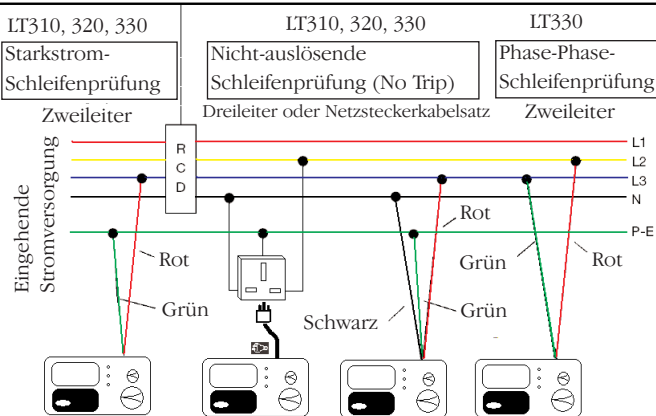 LT310, 320, 330
Starkstrom-
Schleifenprüfung
Zweileiter
LT310, 320, 330
Nicht-auslösende
Schleifenprüfung (No Trip)
Dreileiter oder Netzsteckerkabelsatz
LT330
Phase-Phase-
Schleifenprüfung
Zweileiter
Eingehende
Stromversorgung
R
C
D
L1
L2
L3
N
P-E
Rot
Grün
Schwarz
Rot
Grün
Grün
Rot